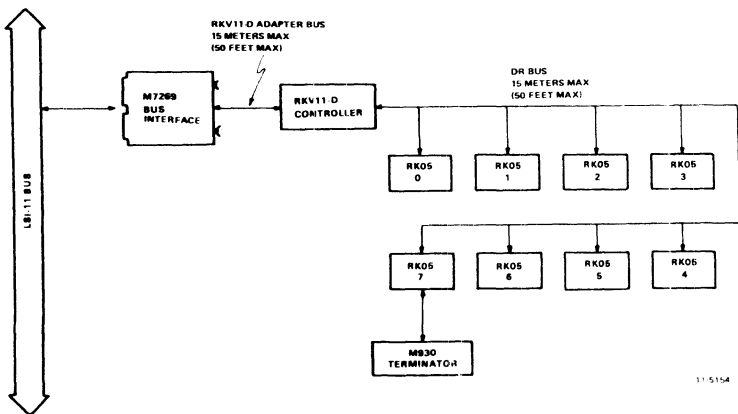 RKV11-D ADAPTER BUS
15 METERS MAX
(50 FEET MAX)
M7269
BUS
INTERFACE
RKV11-D
CONTROLLER
DR BUS
15 METERS MAX
(50 FEET MAX)
LSI-11 BUS
RK05
0
RK05
1
RK05
2
RK05
3
RK05
7
RK05
6
RK05
5
RK05
4
M930
TERMINATOR
11-5154